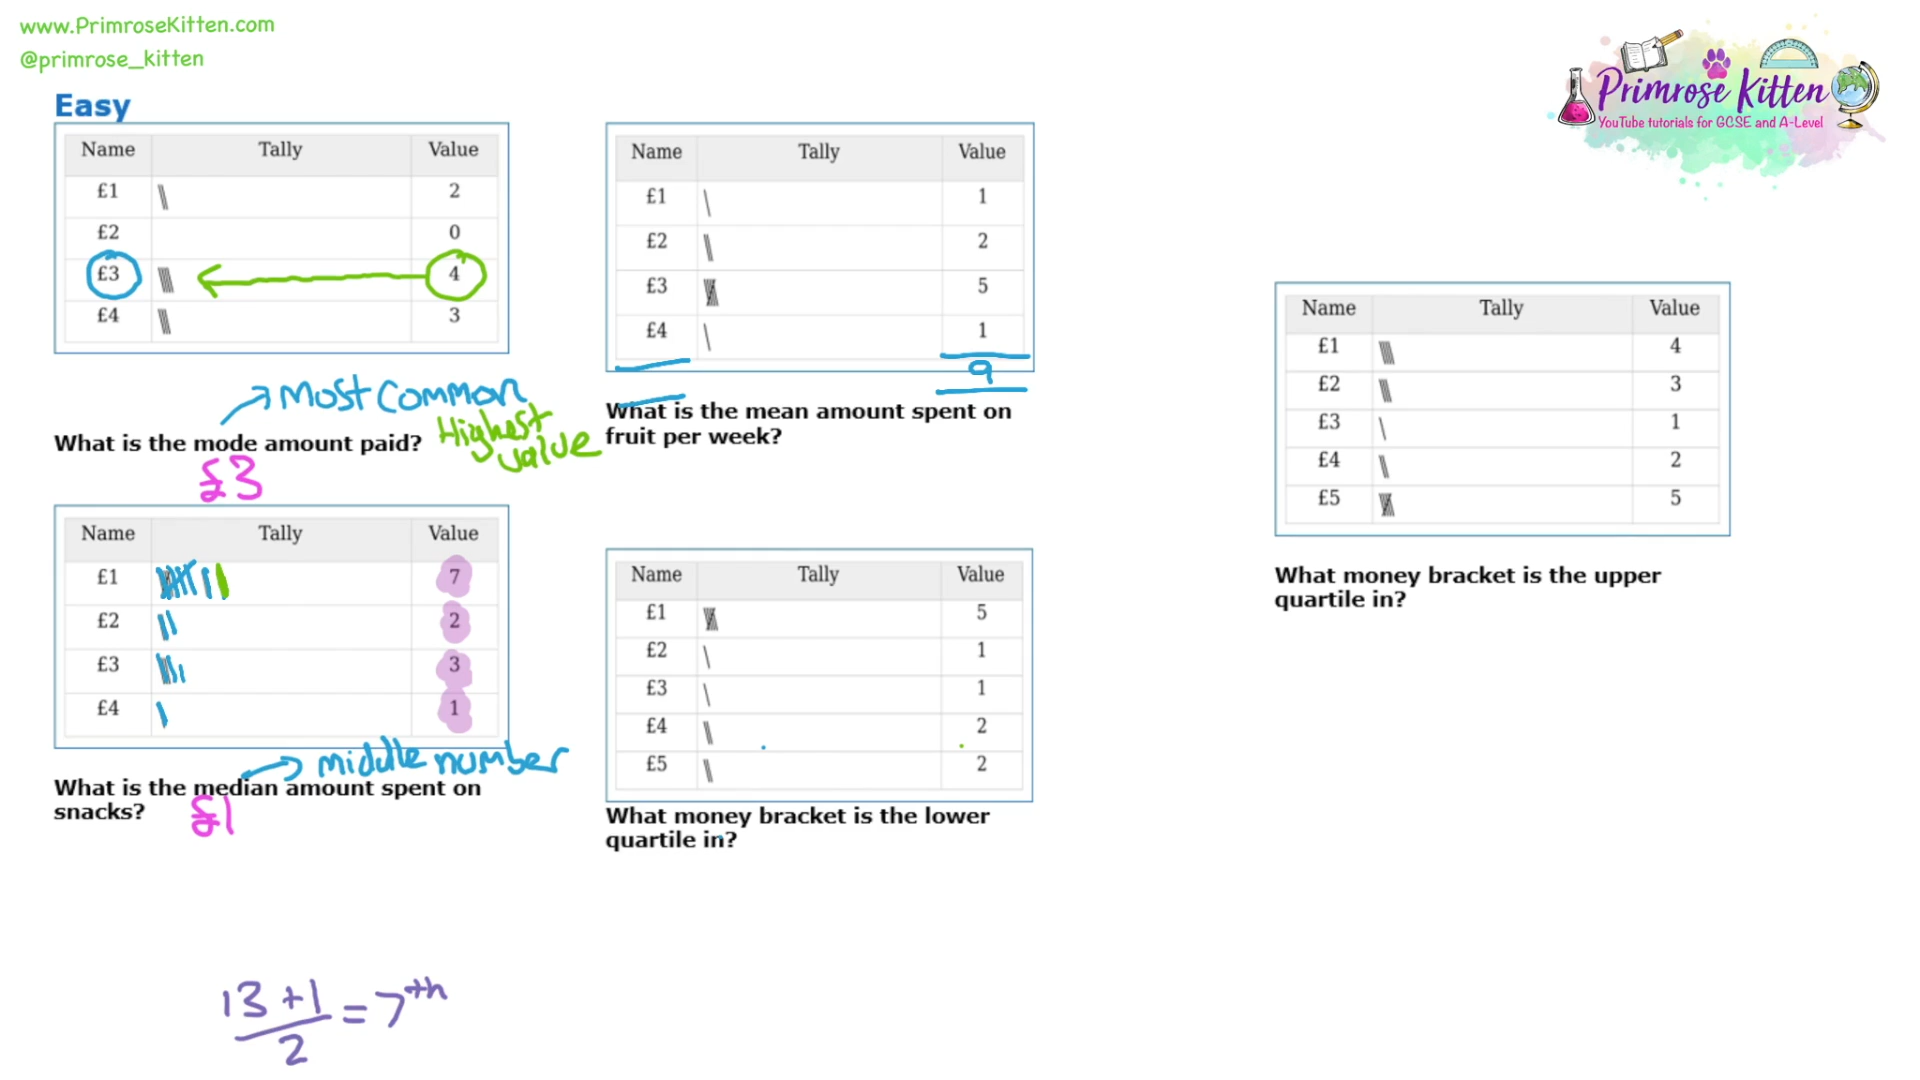 www.PrimroseKitten.com
@primrose_kitten
Primrose Kitten
YouTube tutorials for GCSE and A-Level
Easy
Name Tally Value
£1 2
£2 0
£3 4
£4 3
Most Common
Highest
value
What is the mode amount paid?
£3
Name Tally Value
£1 7
£2 2
£3 3
£4 1
middle number
What is the median amount spent on
snacks?
£1
13 + 1
2
= 7th
Name Tally Value
£1 1
£2 2
£3 5
£4 1
9
What is the mean amount spent on
fruit per week?
Name Tally Value
£1 5
£2 1
£3 1
£4 2
£5 2
What money bracket is the lower
quartile in?
Name Tally Value
£1 4
£2 3
£3 1
£4 2
£5 5
What money bracket is the upper
quartile in?